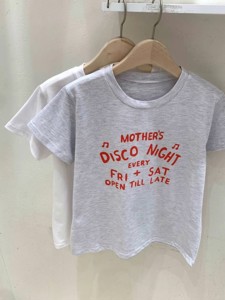 MOTHER'S
DISCO NIGHT
EVERY
FRI + SAT
OPEN TILL LATE